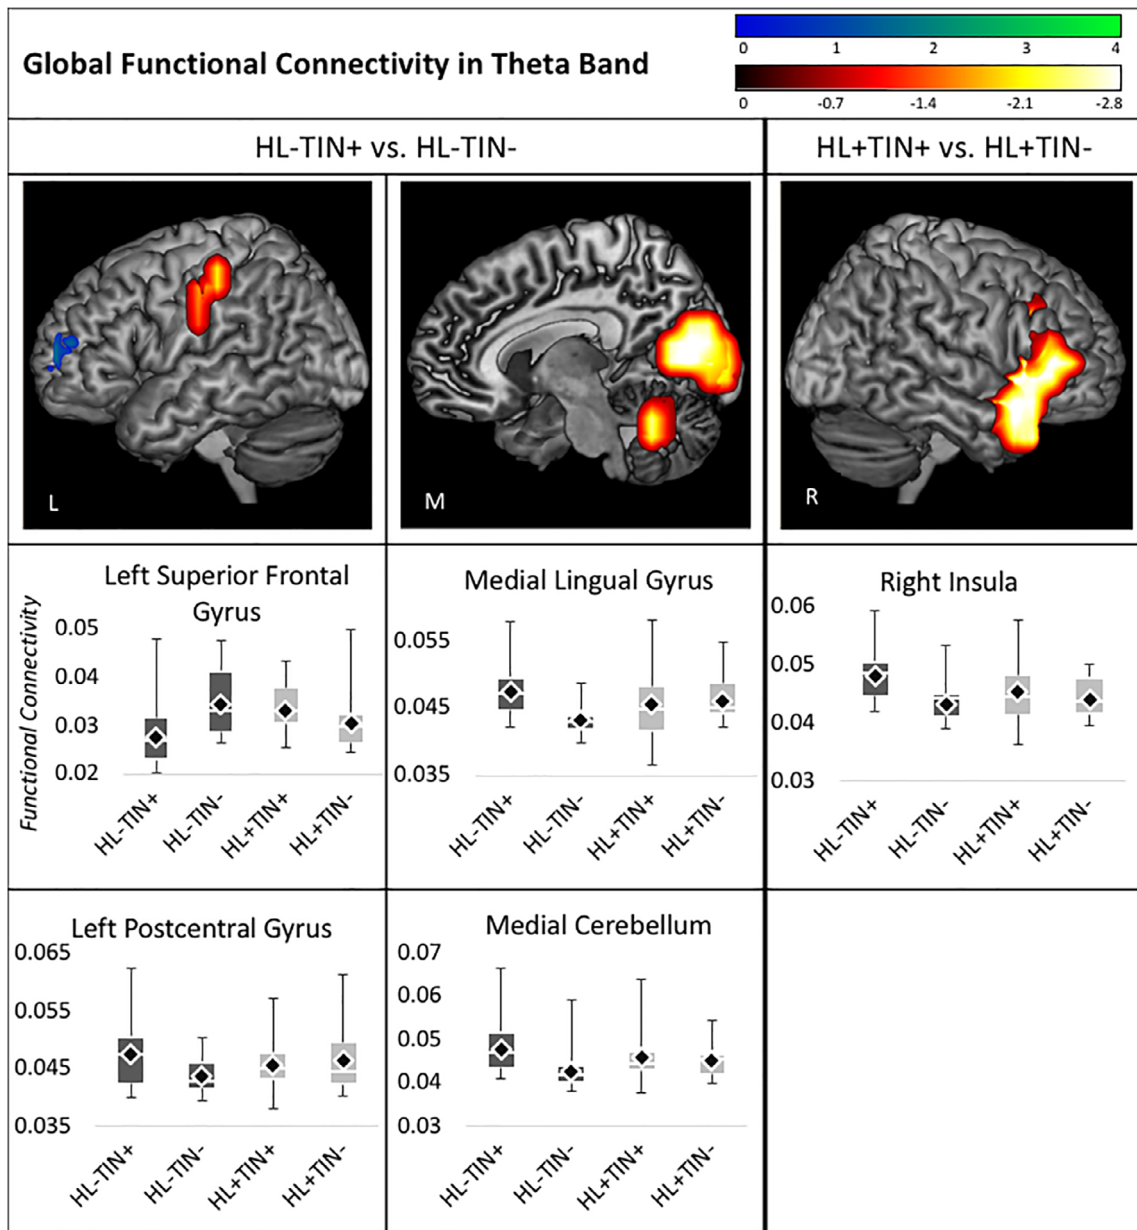 Global Functional Connectivity in Theta Band
0 1 2 3 4
0 -0.7 -1.4 -2.1 -2.8
HL-TIN+ vs. HL-TIN-
HL+TIN+ vs. HL+TIN-
L
M
R
Functional Connectivity
Left Superior Frontal
Gyrus
0.05
0.04
0.03
0.02
HL-TIN+ HL-TIN- HL+TIN+ HL+TIN-
Medial Lingual Gyrus
0.055
0.045
0.035
HL-TIN+ HL-TIN- HL+TIN+ HL+TIN-
Right Insula
0.06
0.05
0.04
0.03
HL-TIN+ HL-TIN- HL+TIN+ HL+TIN-
Left Postcentral Gyrus
0.065
0.055
0.045
0.035
HL-TIN+ HL-TIN- HL+TIN+ HL+TIN-
Medial Cerebellum
0.07
0.06
0.05
0.04
0.03
HL-TIN+ HL-TIN- HL+TIN+ HL+TIN-